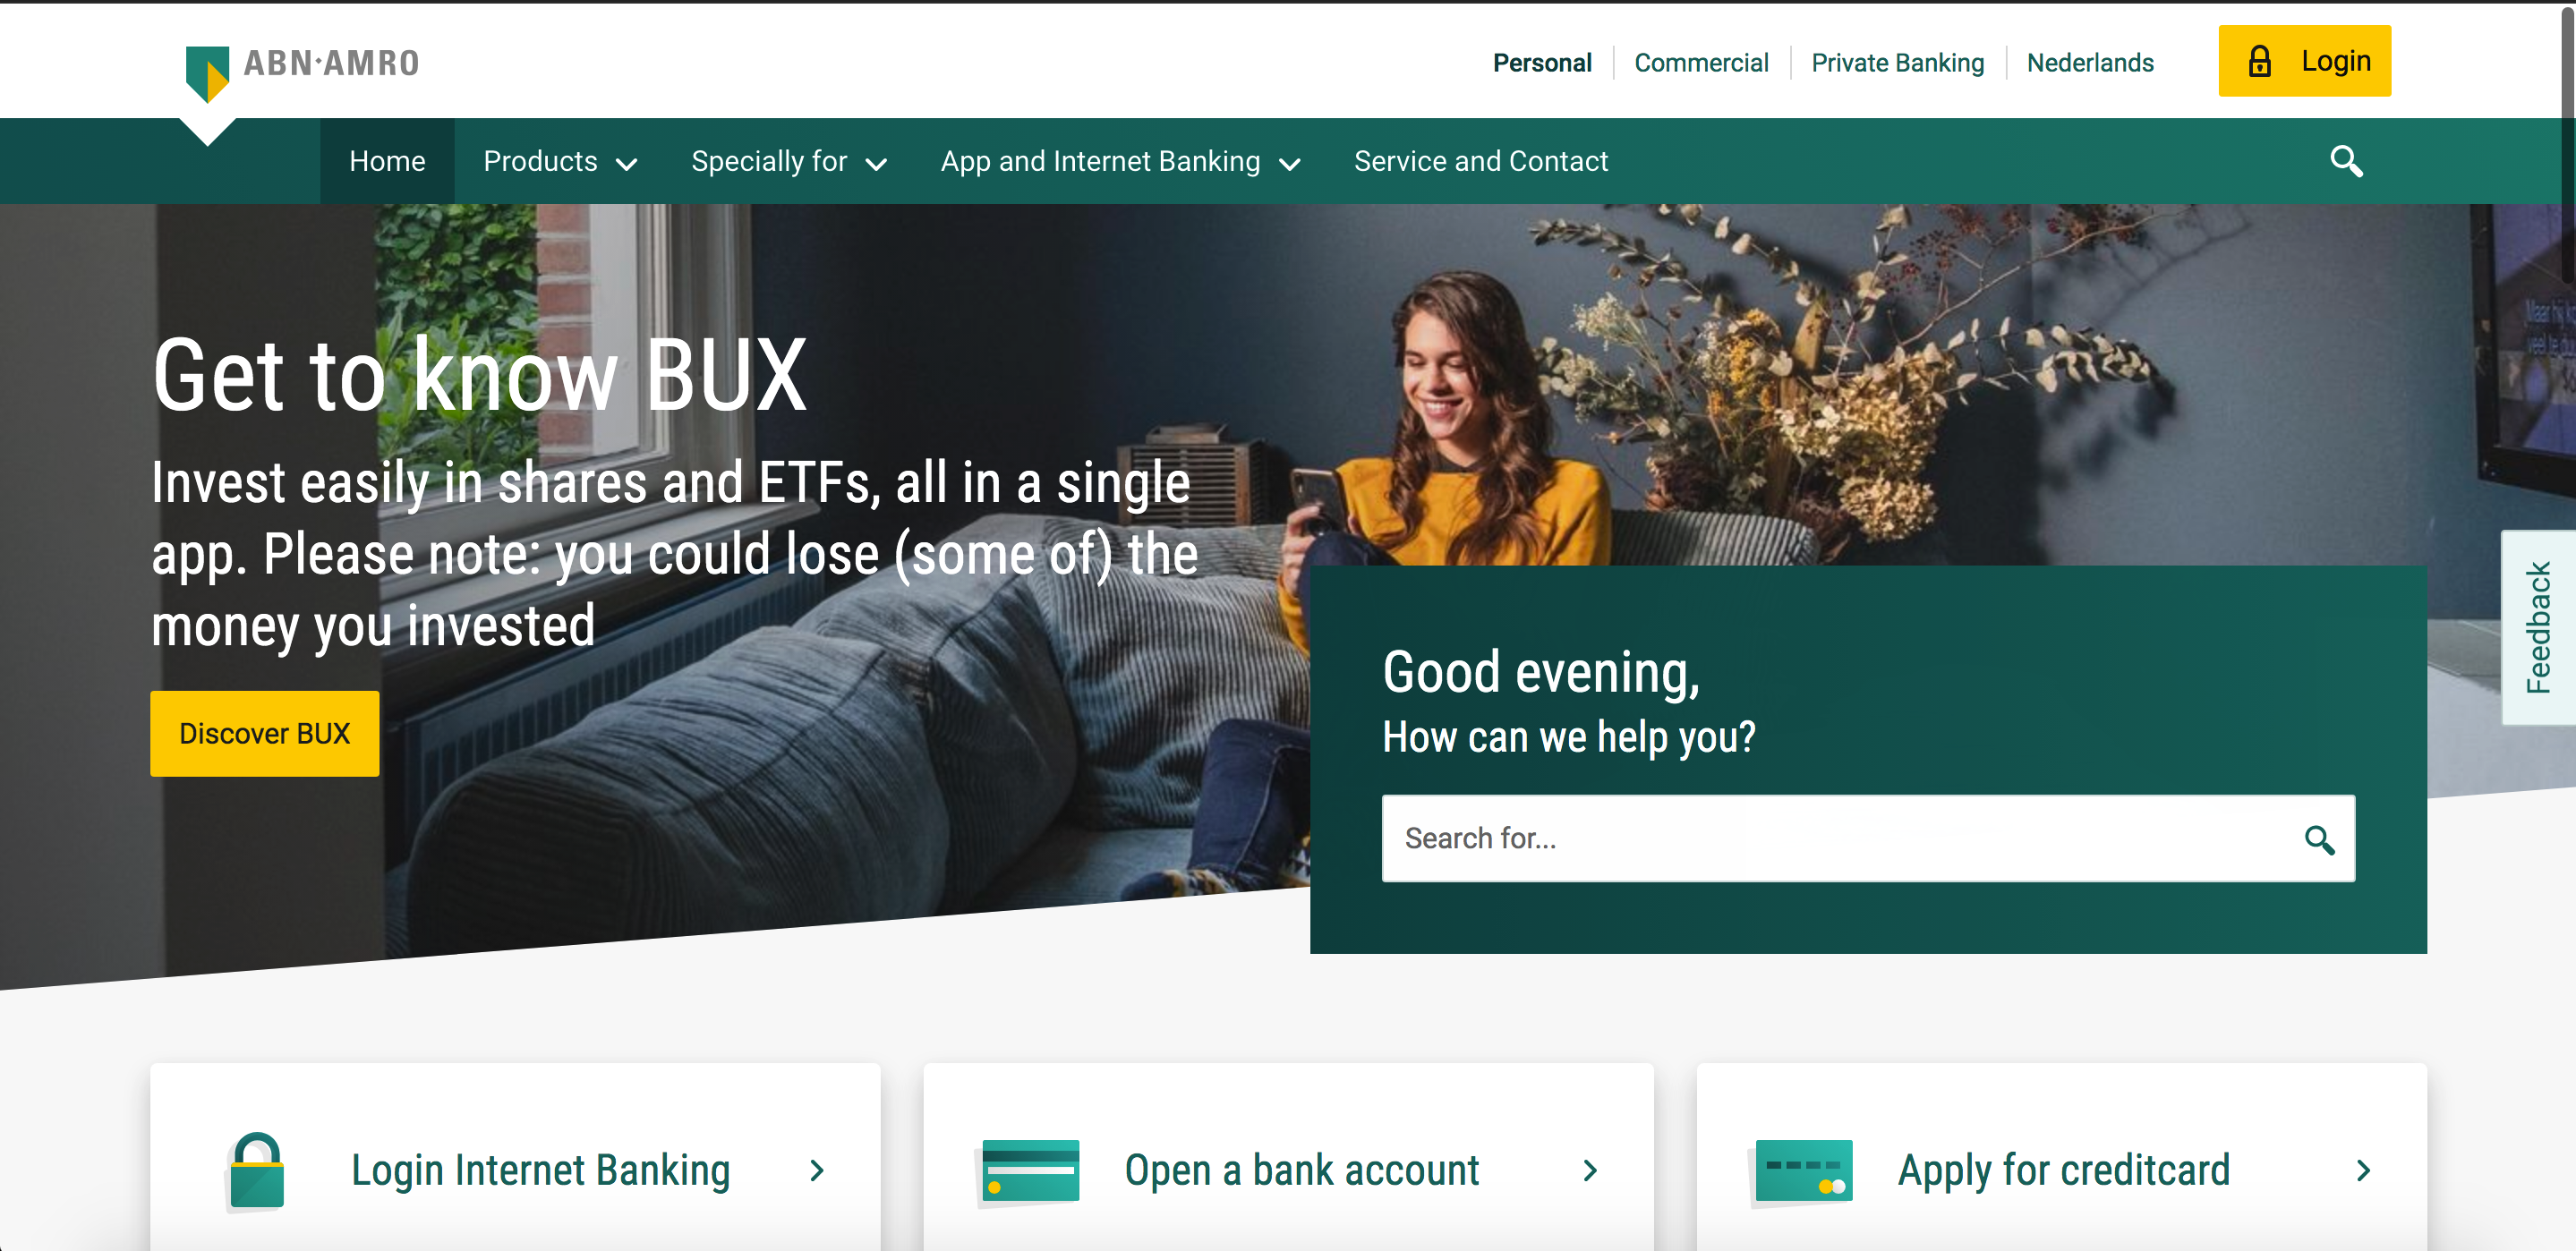 ABN·AMRO
Personal
Commercial
Private Banking
Nederlands
Login
Home
Products
Specially for
App and Internet Banking
Service and Contact
Get to know BUX
Invest easily in shares and ETFs, all in a single
app. Please note: you could lose (some of) the
money you invested
Discover BUX
Good evening,
How can we help you?
Search for...
Feedback
Login Internet Banking
Open a bank account
Apply for creditcard